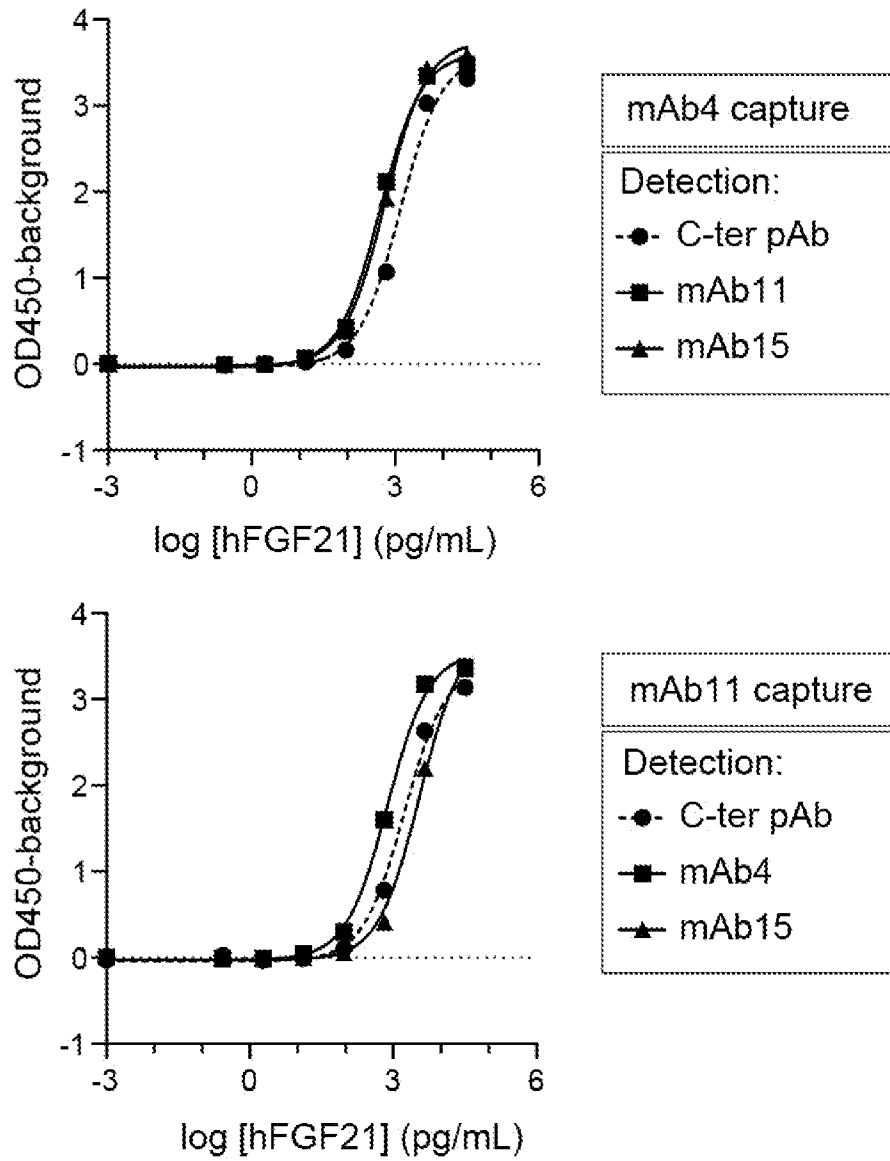 4
3
2
1
0
-1
OD450-background
-3
0
3
6
log [hFGF21] (pg/mL)
mAb4 capture
Detection:
C-ter pAb
mAb11
mAb15
4
3
2
1
0
-1
OD450-background
-3
0
3
6
log [hFGF21] (pg/mL)
mAb11 capture
Detection:
C-ter pAb
mAb4
mAb15